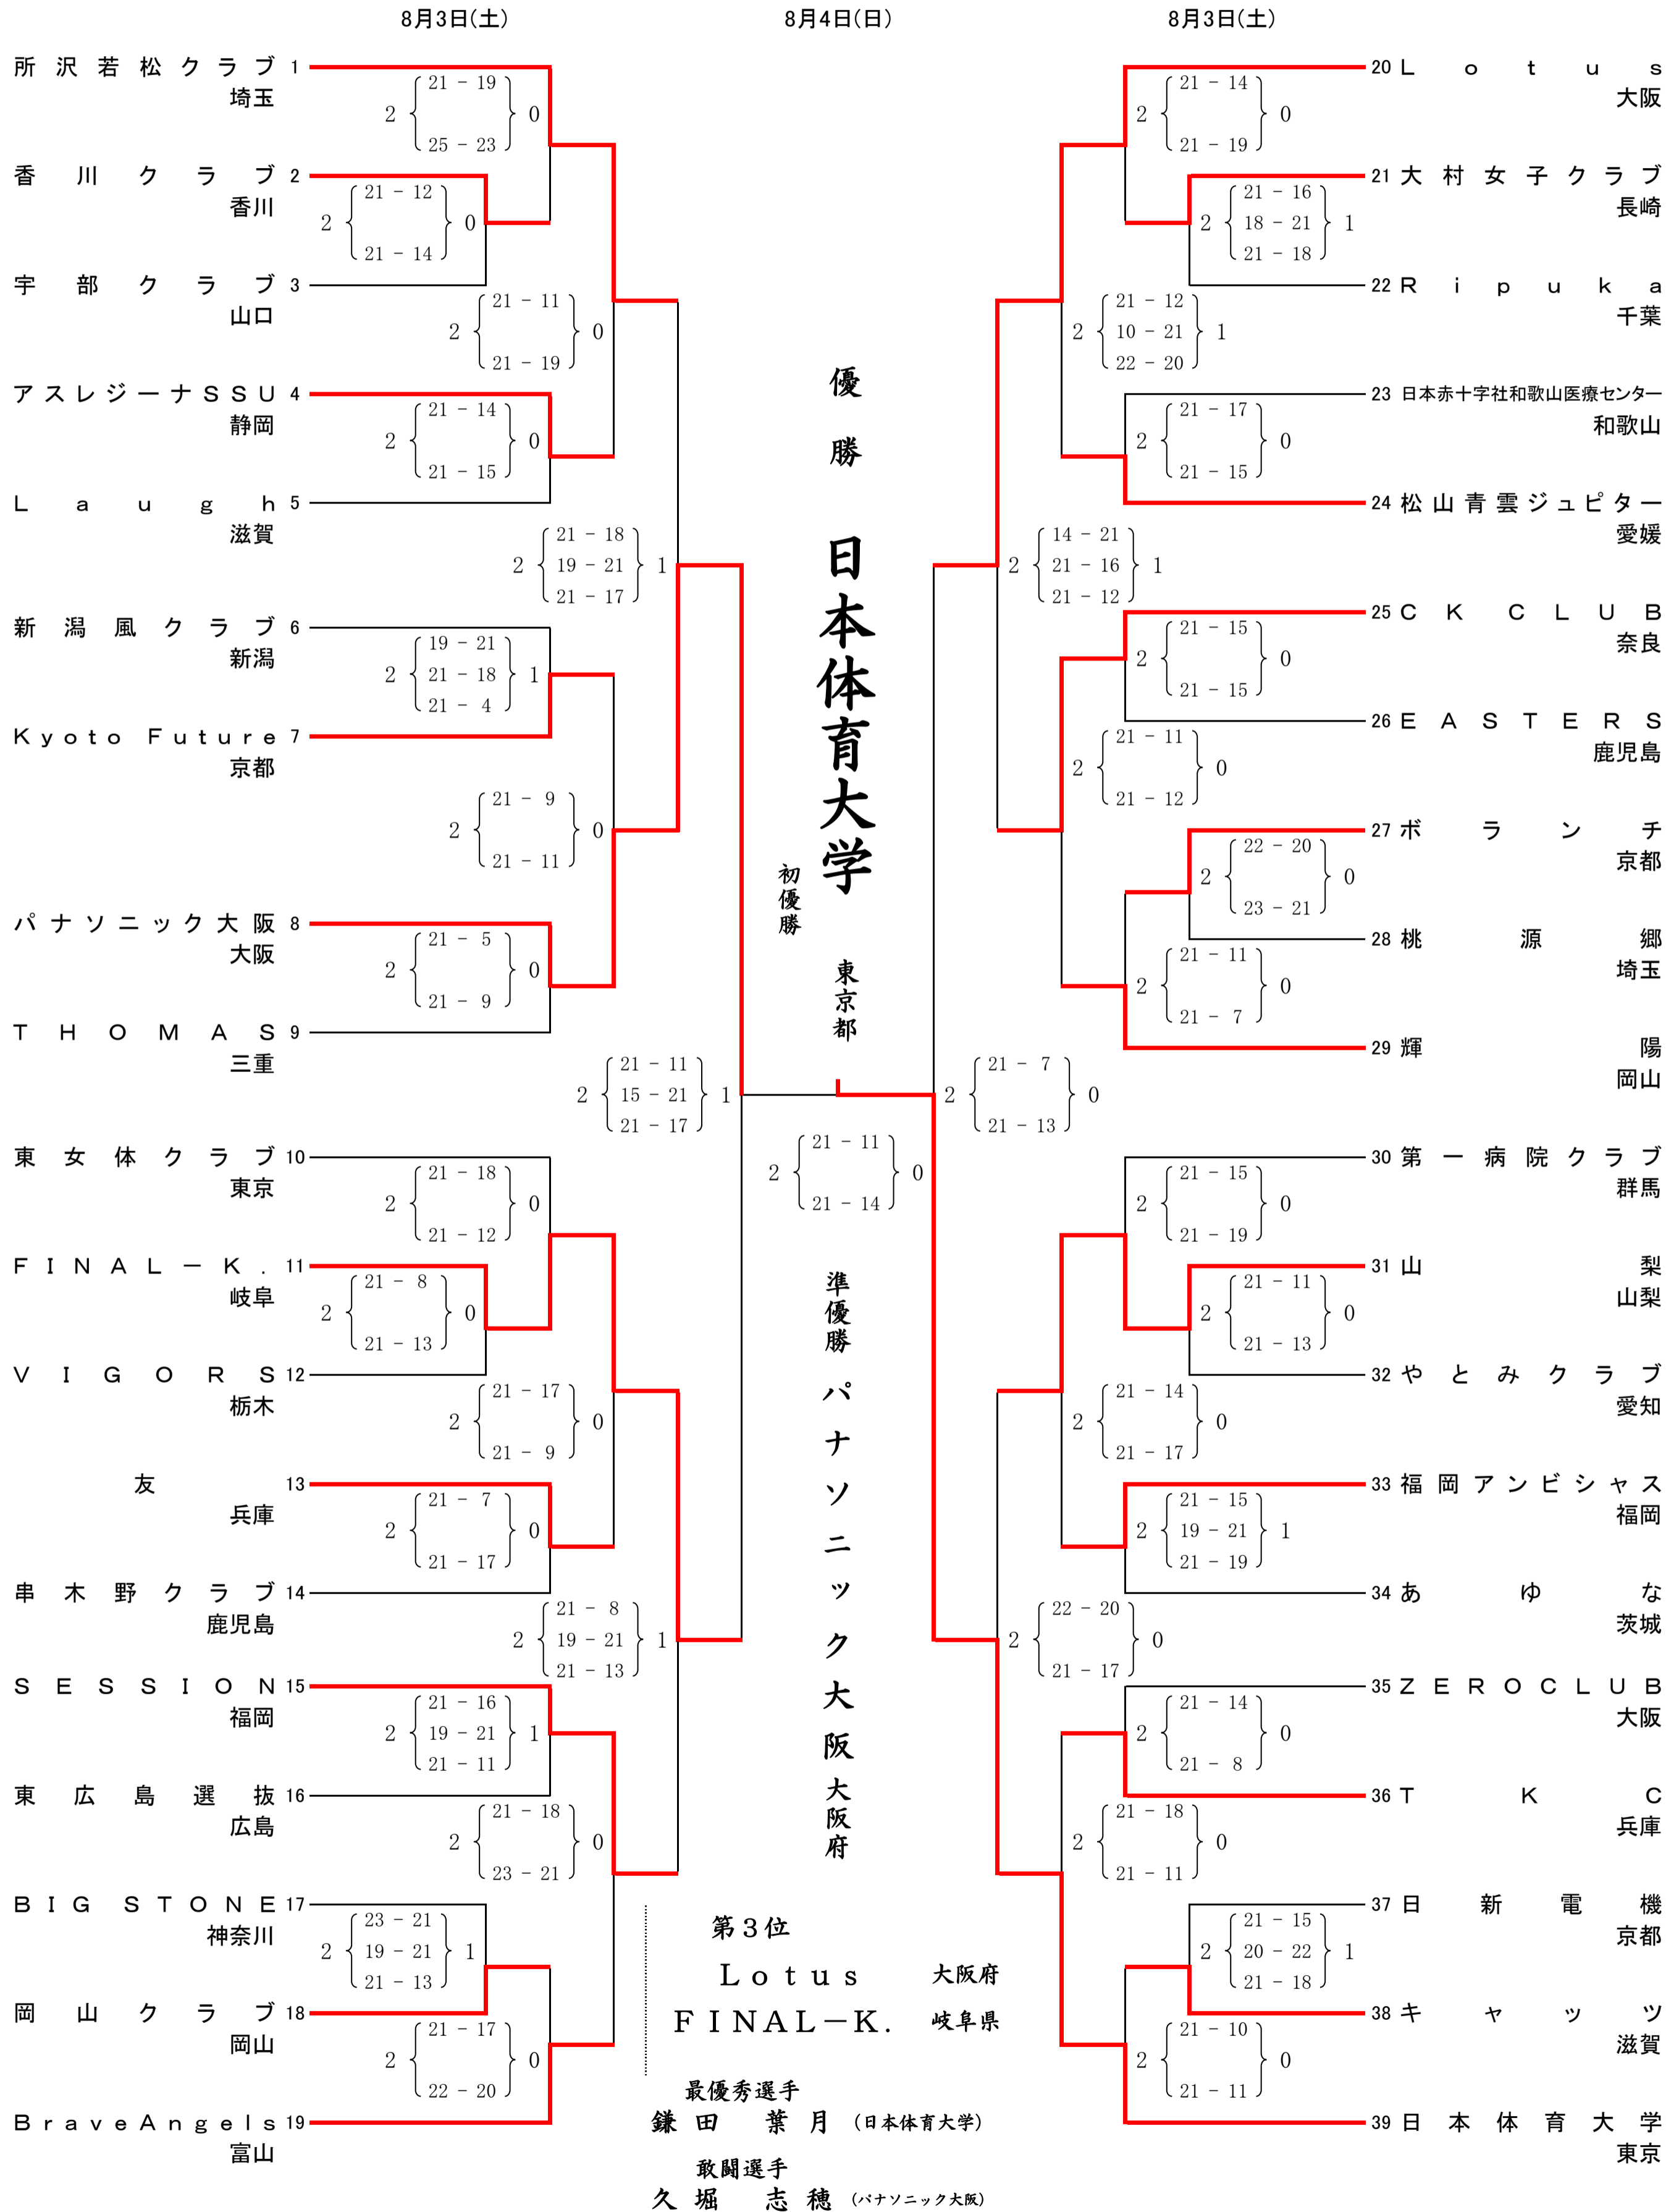 8月3日(土)
8月4日(日)
8月3日(土)
所沢若松クラブ 1
埼玉
2 21 - 19 0
25 - 23
香川クラブ 2
香川
2 21 - 12 0
21 - 14
宇部クラブ 3
山口
2 21 - 11 0
21 - 19
アスレジーナSSU 4
静岡
2 21 - 14 0
21 - 15
Laugh 5
滋賀
2 21 - 18 1
19 - 21
21 - 17
新潟風クラブ 6
新潟
2 19 - 21 1
21 - 18
21 - 4
Kyoto Future 7
京都
2 21 - 9 0
21 - 11
パナソニック大阪 8
大阪
2 21 - 5 0
21 - 9
THOMAS 9
三重
2 21 - 11 1
15 - 21
21 - 17
東女体クラブ 10
東京
2 21 - 18 0
21 - 12
FINAL－K. 11
岐阜
2 21 - 8 0
21 - 13
VIGORS 12
栃木
2 21 - 17 0
21 - 9
友 13
兵庫
2 21 - 7 0
21 - 17
串木野クラブ 14
鹿児島
2 21 - 8 1
19 - 21
21 - 13
SESSION 15
福岡
2 21 - 16 1
19 - 21
21 - 11
東広島選抜 16
広島
2 21 - 18 0
23 - 21
BIG STONE 17
神奈川
2 23 - 21 1
19 - 21
21 - 13
岡山クラブ 18
岡山
2 21 - 17 0
22 - 20
BraveAngels 19
富山
優勝 日本体育大学 東京都
初優勝
2 21 - 11 0
21 - 14
準優勝 パナソニック大阪 大阪府
第3位
Lotus 大阪府
FINAL－K. 岐阜県
最優秀選手
鎌田 葉月 (日本体育大学)
敢闘選手
久堀 志穂 (パナソニック大阪)
20 Lotus
大阪
2 21 - 14 0
21 - 19
21 大村女子クラブ
長崎
2 21 - 16 1
18 - 21
21 - 18
22 Ripuka
千葉
2 21 - 12 1
10 - 21
22 - 20
23 日本赤十字社和歌山医療センター
和歌山
2 21 - 17 0
21 - 15
24 松山青雲ジュピター
愛媛
2 14 - 21 1
21 - 16
21 - 12
25 CK CLUB
奈良
2 21 - 15 0
21 - 15
26 EASTERS
鹿児島
2 21 - 11 0
21 - 12
27 ボランチ
京都
2 22 - 20 0
23 - 21
28 桃源郷
埼玉
2 21 - 11 0
21 - 7
29 輝陽
岡山
2 21 - 7 0
21 - 13
30 第一病院クラブ
群馬
2 21 - 15 0
21 - 19
31 山梨
山梨
2 21 - 11 0
21 - 13
32 やとみクラブ
愛知
2 21 - 14 0
21 - 17
33 福岡アンビシャス
福岡
2 21 - 15 1
19 - 21
21 - 19
34 あゆな
茨城
2 22 - 20 0
21 - 17
35 ZEROCLUB
大阪
2 21 - 14 0
21 - 8
36 TKC
兵庫
2 21 - 18 0
21 - 11
37 日新電機
京都
2 21 - 15 1
20 - 22
21 - 18
38 キャッツ
滋賀
2 21 - 10 0
21 - 11
39 日本体育大学
東京